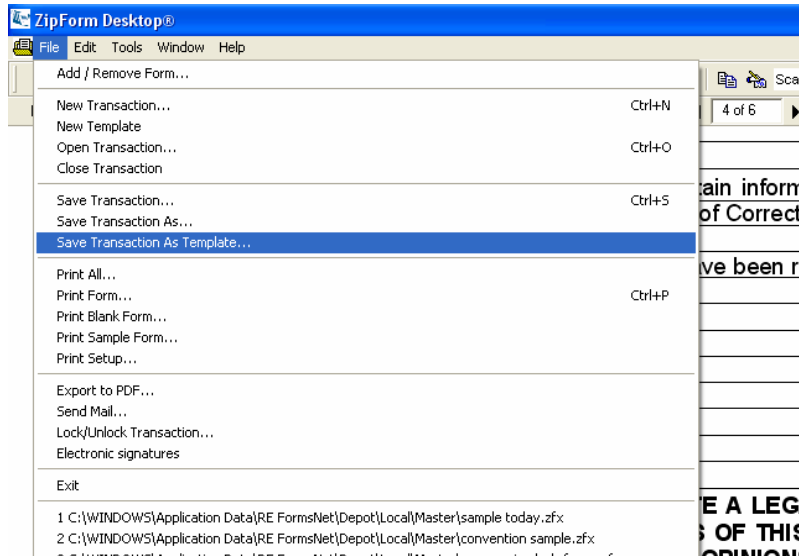 ZipForm Desktop®
File Edit Tools Window Help
Add / Remove Form...
Sca
New Transaction... Ctrl+N
4 of 6
New Template
Open Transaction... Ctrl+O
Close Transaction
tain inform
Save Transaction... Ctrl+S
of Correct
Save Transaction As...
Save Transaction As Template...
ve been r
Print All...
Print Form... Ctrl+P
Print Blank Form...
Print Sample Form...
Print Setup...
Export to PDF...
Send Mail...
Lock/Unlock Transaction...
Electronic signatures
Exit
E A LEG
1 C:\WINDOWS\Application Data\RE FormsNet\Depot\Local\Master\sample today.zfx
2 C:\WINDOWS\Application Data\RE FormsNet\Depot\Local\Master\convention sample.zfx
OF THIS
OPINION